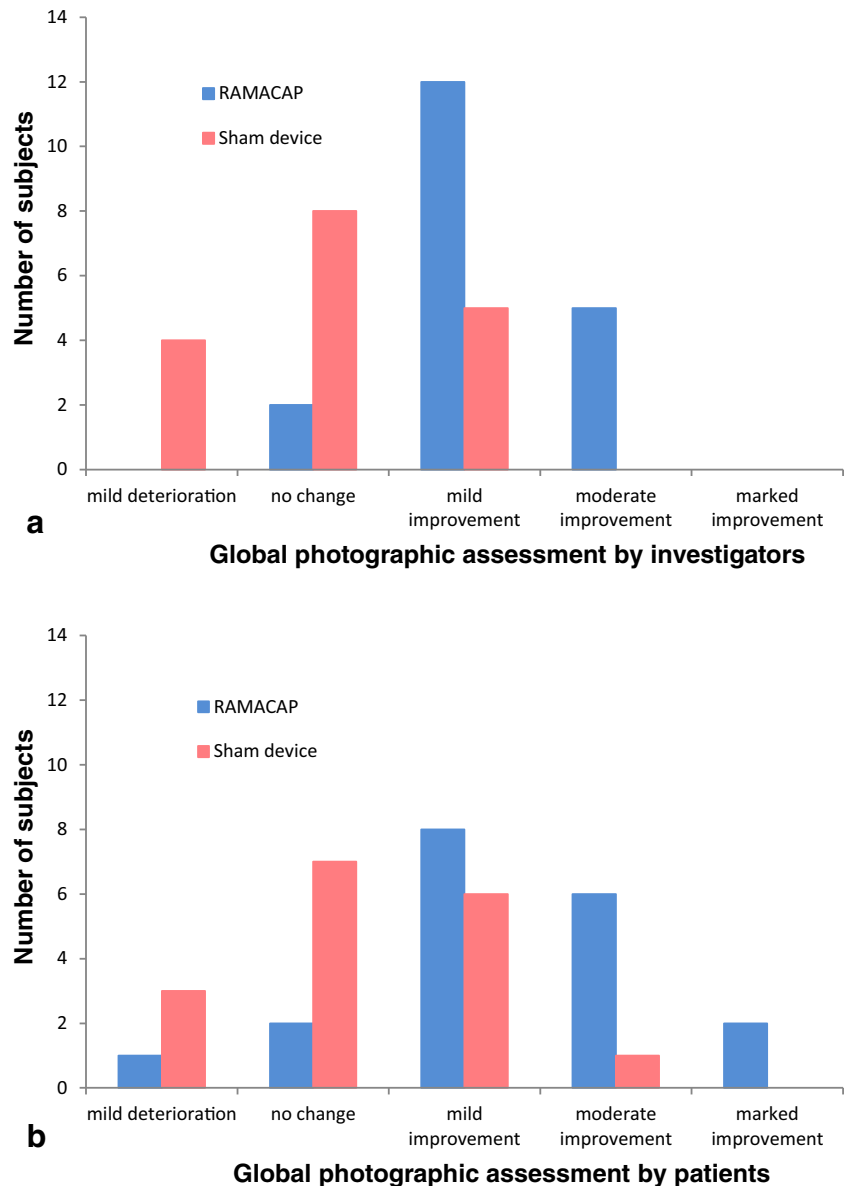 14
12
10
8
6
4
2
0
Number of subjects
RAMACAP
Sham device
mild deterioration
no change
mild
improvement
moderate
improvement
marked
improvement
a
Global photographic assessment by investigators
14
12
10
8
6
4
2
0
Number of subjects
RAMACAP
Sham device
mild deterioration
no change
mild
improvement
moderate
improvement
marked
improvement
b
Global photographic assessment by patients